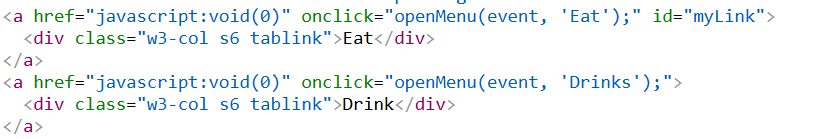 <a href="javascript:void(0)" onclick="openMenu(event, 'Eat');" id="myLink">
  <div class="w3-col s6 tablink">Eat</div>
</a>
<a href="javascript:void(0)" onclick="openMenu(event, 'Drinks');">
  <div class="w3-col s6 tablink">Drink</div>
</a>